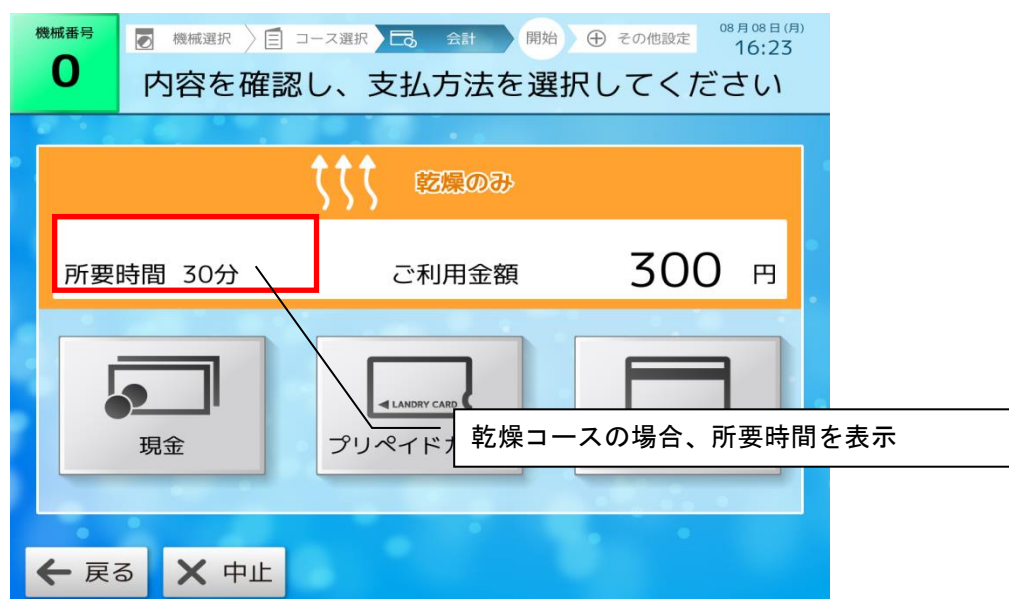 機械番号
0
機械選択
コース選択
会計
開始
その他設定
08月08日(月)
16:23
内容を確認し、支払方法を選択してください
乾燥のみ
所要時間 30分
ご利用金額 300 円
LANDRY CARD
現金
プリペイドカ
乾燥コースの場合、所要時間を表示
戻る
中止